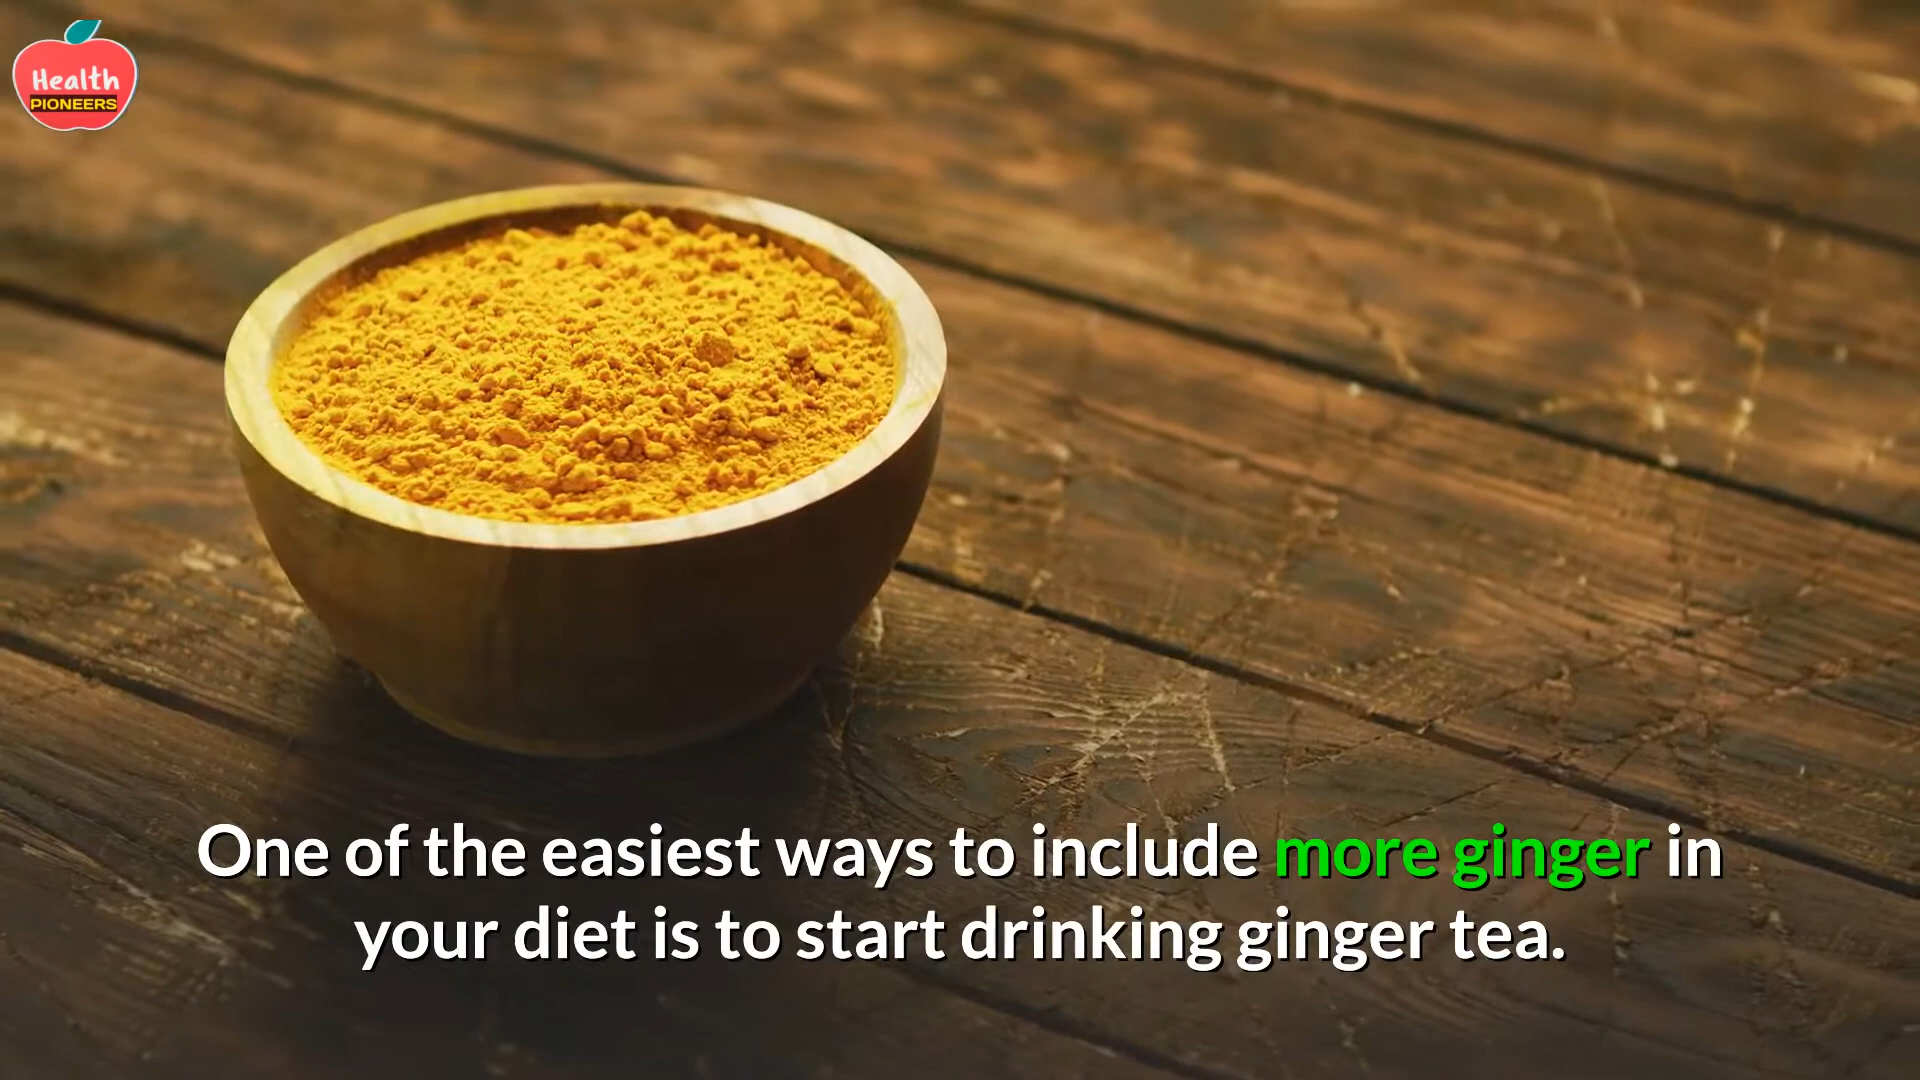 Health
PIONEERS
One of the easiest ways to include more ginger in
your diet is to start drinking ginger tea.